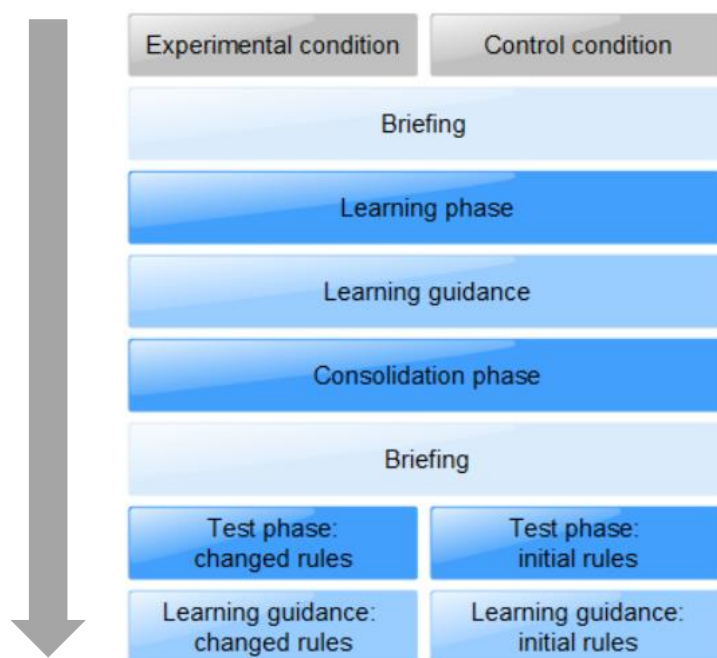 Experimental condition
Control condition
Briefing
Learning phase
Learning guidance
Consolidation phase
Briefing
Test phase:
changed rules
Test phase:
initial rules
Learning guidance:
changed rules
Learning guidance:
initial rules